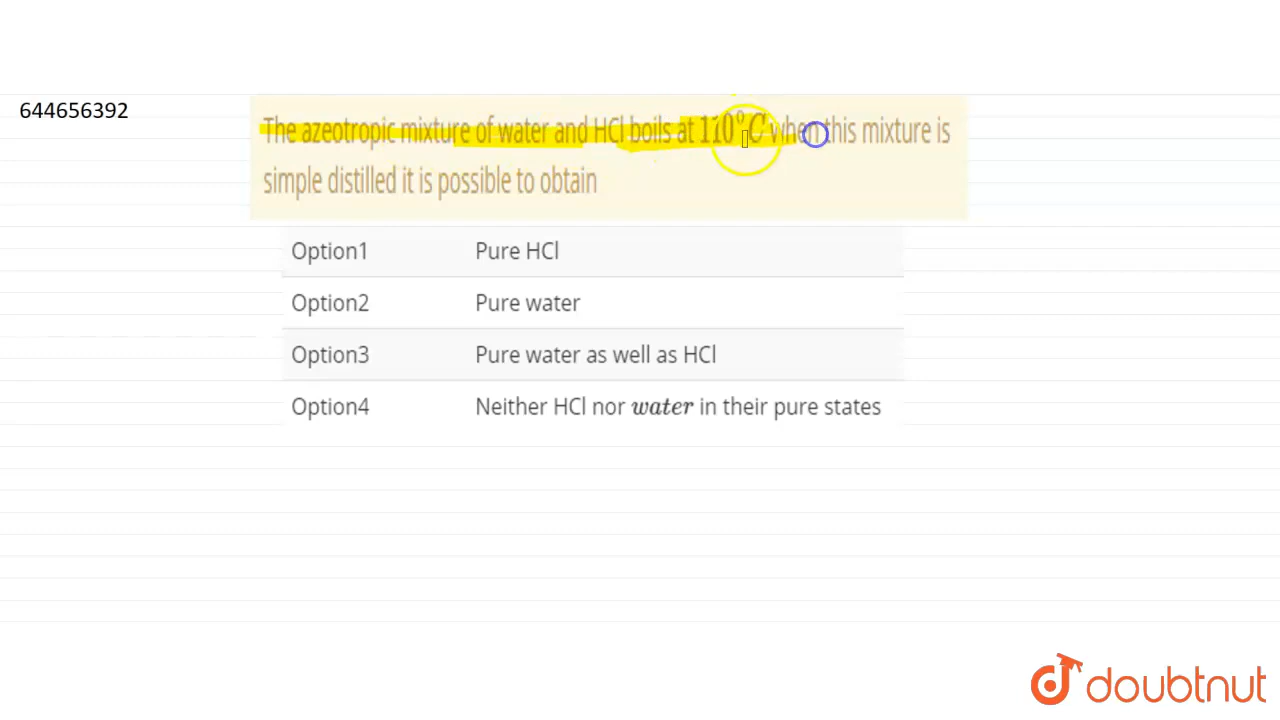 644656392
The azeotropic mixture of water and HCl boils at 110°C when this mixture is
simple distilled it is possible to obtain
Option1 Pure HCl
Option2 Pure water
Option3 Pure water as well as HCl
Option4 Neither HCl nor water in their pure states
doubtnut